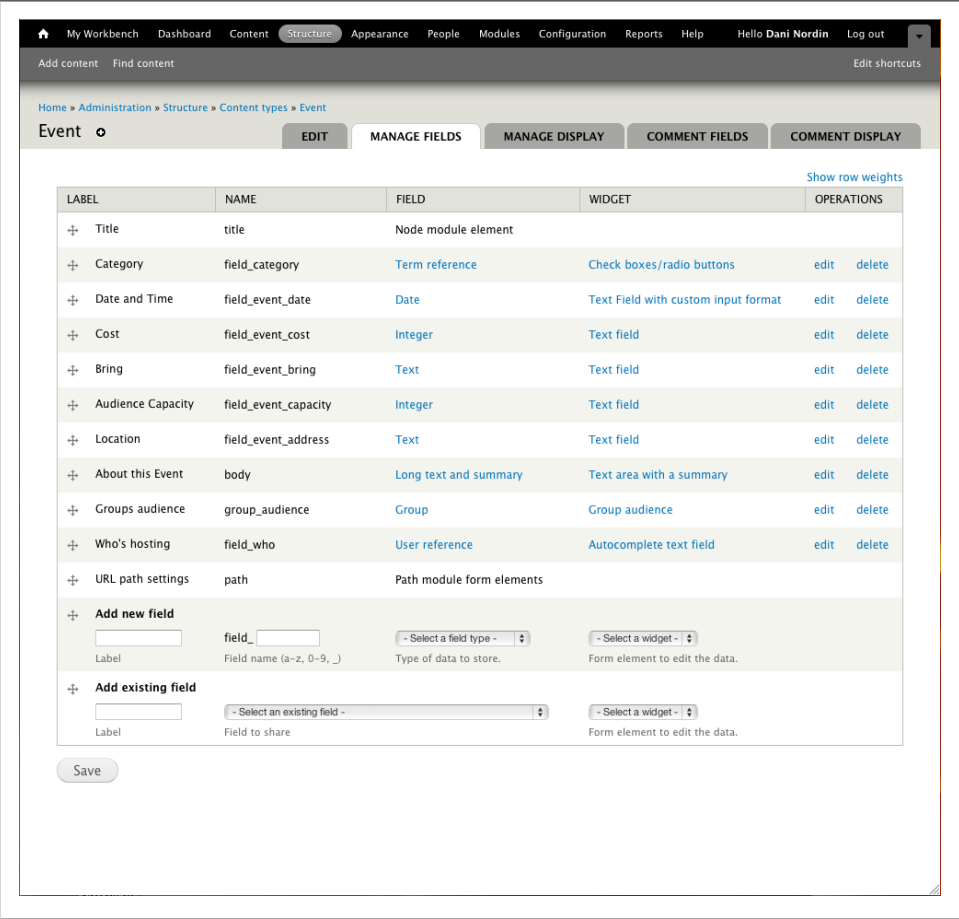 My Workbench Dashboard Content Structure Appearance People Modules Configuration Reports Help Hello Dani Nordin Log out
Add content Find content Edit shortcuts
Home » Administration » Structure » Content types » Event
Event EDIT MANAGE FIELDS MANAGE DISPLAY COMMENT FIELDS COMMENT DISPLAY
Show row weights
LABEL NAME FIELD WIDGET OPERATIONS
Title title Node module element
Category field_category Term reference Check boxes/radio buttons edit delete
Date and Time field_event_date Date Text Field with custom input format edit delete
Cost field_event_cost Integer Text field edit delete
Bring field_event_bring Text Text field edit delete
Audience Capacity field_event_capacity Integer Text field edit delete
Location field_event_address Text Text field edit delete
About this Event body Long text and summary Text area with a summary edit delete
Groups audience group_audience Group Group audience edit delete
Who's hosting field_who User reference Autocomplete text field edit delete
URL path settings path Path module form elements
Add new field
field_ - Select a field type - - Select a widget -
Label Field name (a-z, 0-9, _) Type of data to store. Form element to edit the data.
Add existing field
- Select an existing field - - Select a widget -
Label Field to share Form element to edit the data.
Save